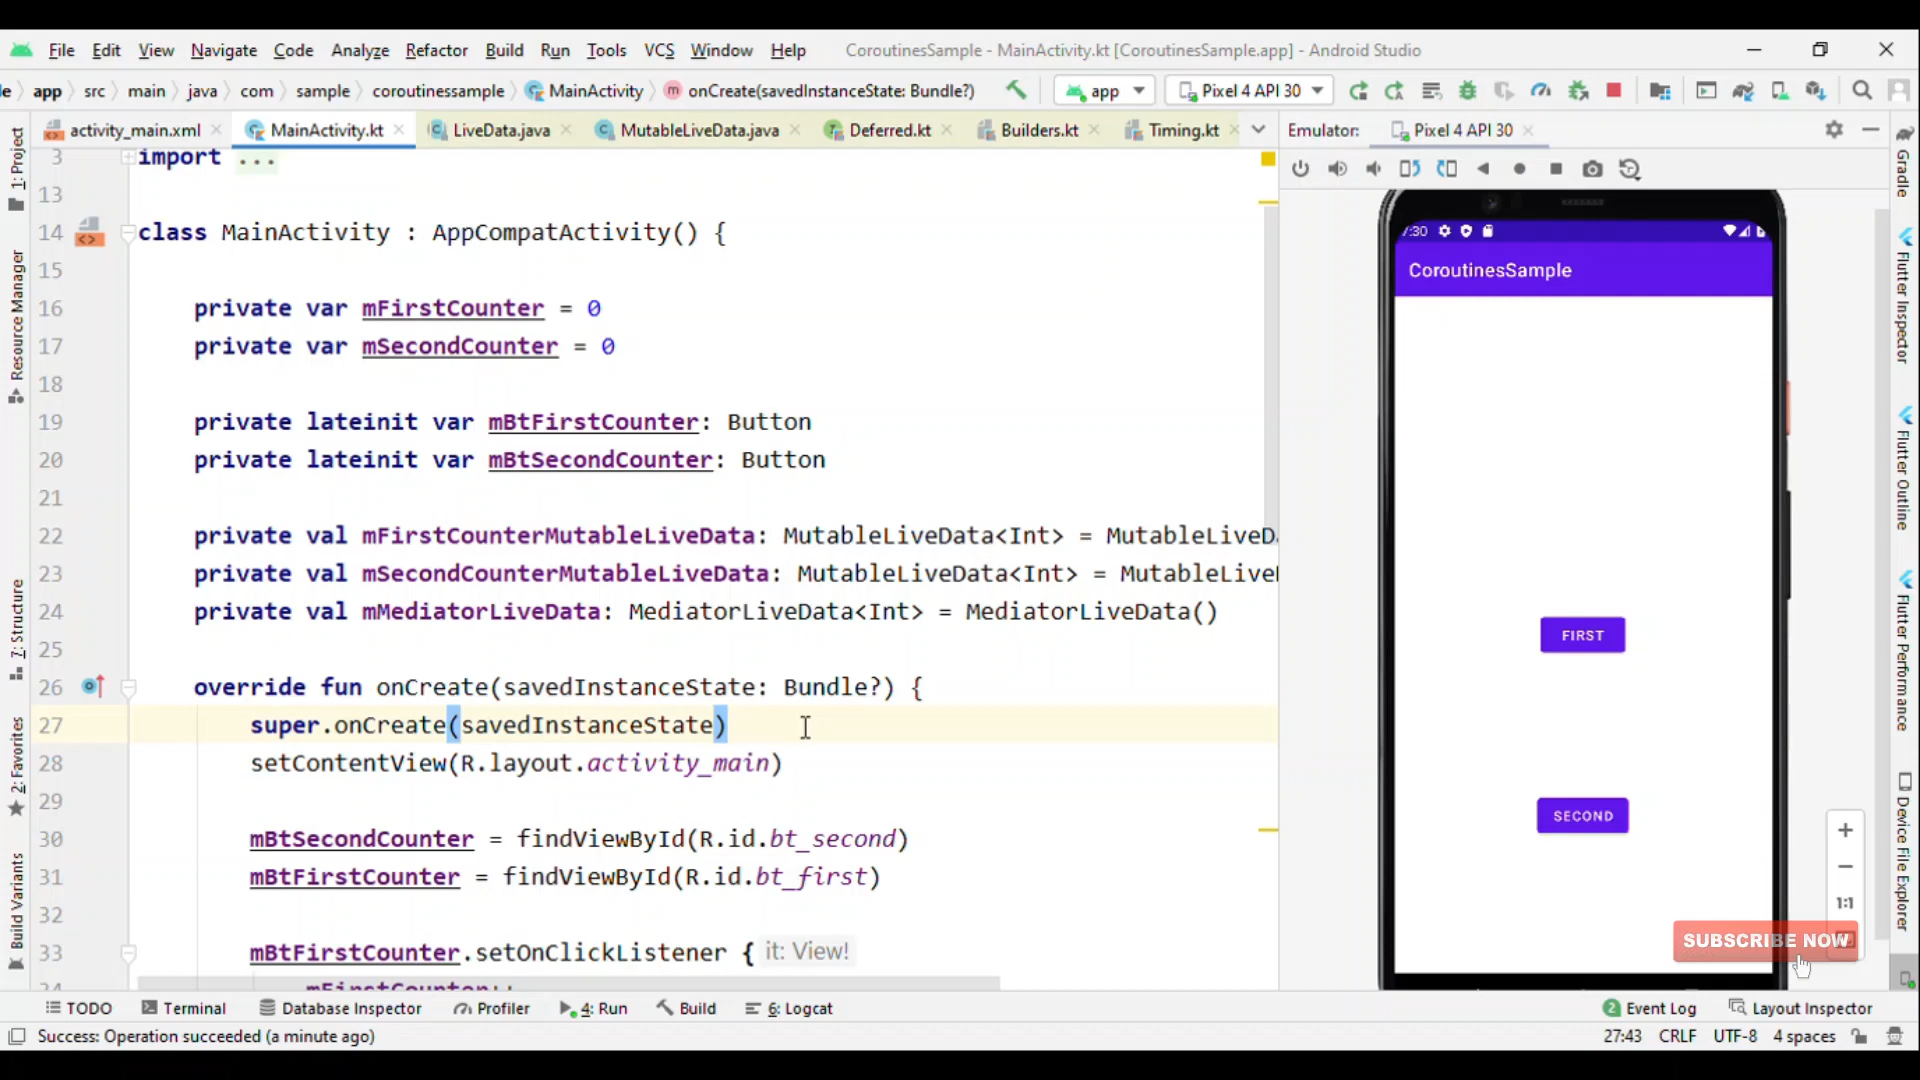 File Edit View Navigate Code Analyze Refactor Build Run Tools VCS Window Help CoroutinesSample - MainActivity.kt [CoroutinesSample.app] - Android Studio
le app src main java com sample coroutinessample MainActivity onCreate(savedInstanceState: Bundle?) app Pixel 4 API 30
activity_main.xml MainActivity.kt LiveData.java MutableLiveData.java Deferred.kt Builders.kt Timing.kt Emulator: Pixel 4 API 30
1: Project
Resource Manager
7: Structure
2: Favorites
Build Variants
3 import ...
13
14 class MainActivity : AppCompatActivity() {
15
16 private var mFirstCounter = 0
17 private var mSecondCounter = 0
18
19 private lateinit var mBtFirstCounter: Button
20 private lateinit var mBtSecondCounter: Button
21
22 private val mFirstCounterMutableLiveData: MutableLiveData<Int> = MutableLiveD
23 private val mSecondCounterMutableLiveData: MutableLiveData<Int> = MutableLive
24 private val mMediatorLiveData: MediatorLiveData<Int> = MediatorLiveData()
25
26 override fun onCreate(savedInstanceState: Bundle?) {
27 super.onCreate(savedInstanceState)
28 setContentView(R.layout.activity_main)
29
30 mBtSecondCounter = findViewById(R.id.bt_second)
31 mBtFirstCounter = findViewById(R.id.bt_first)
32
33 mBtFirstCounter.setOnClickListener { it: View!
34 mFirstCounter++
7:30
CoroutinesSample
FIRST
SECOND
1:1
SUBSCRIBE NOW
Gradle
Flutter Inspector
Flutter Outline
Flutter Performance
Device File Explorer
TODO Terminal Database Inspector Profiler 4: Run Build 6: Logcat 2 Event Log Layout Inspector
Success: Operation succeeded (a minute ago) 27:43 CRLF UTF-8 4 spaces